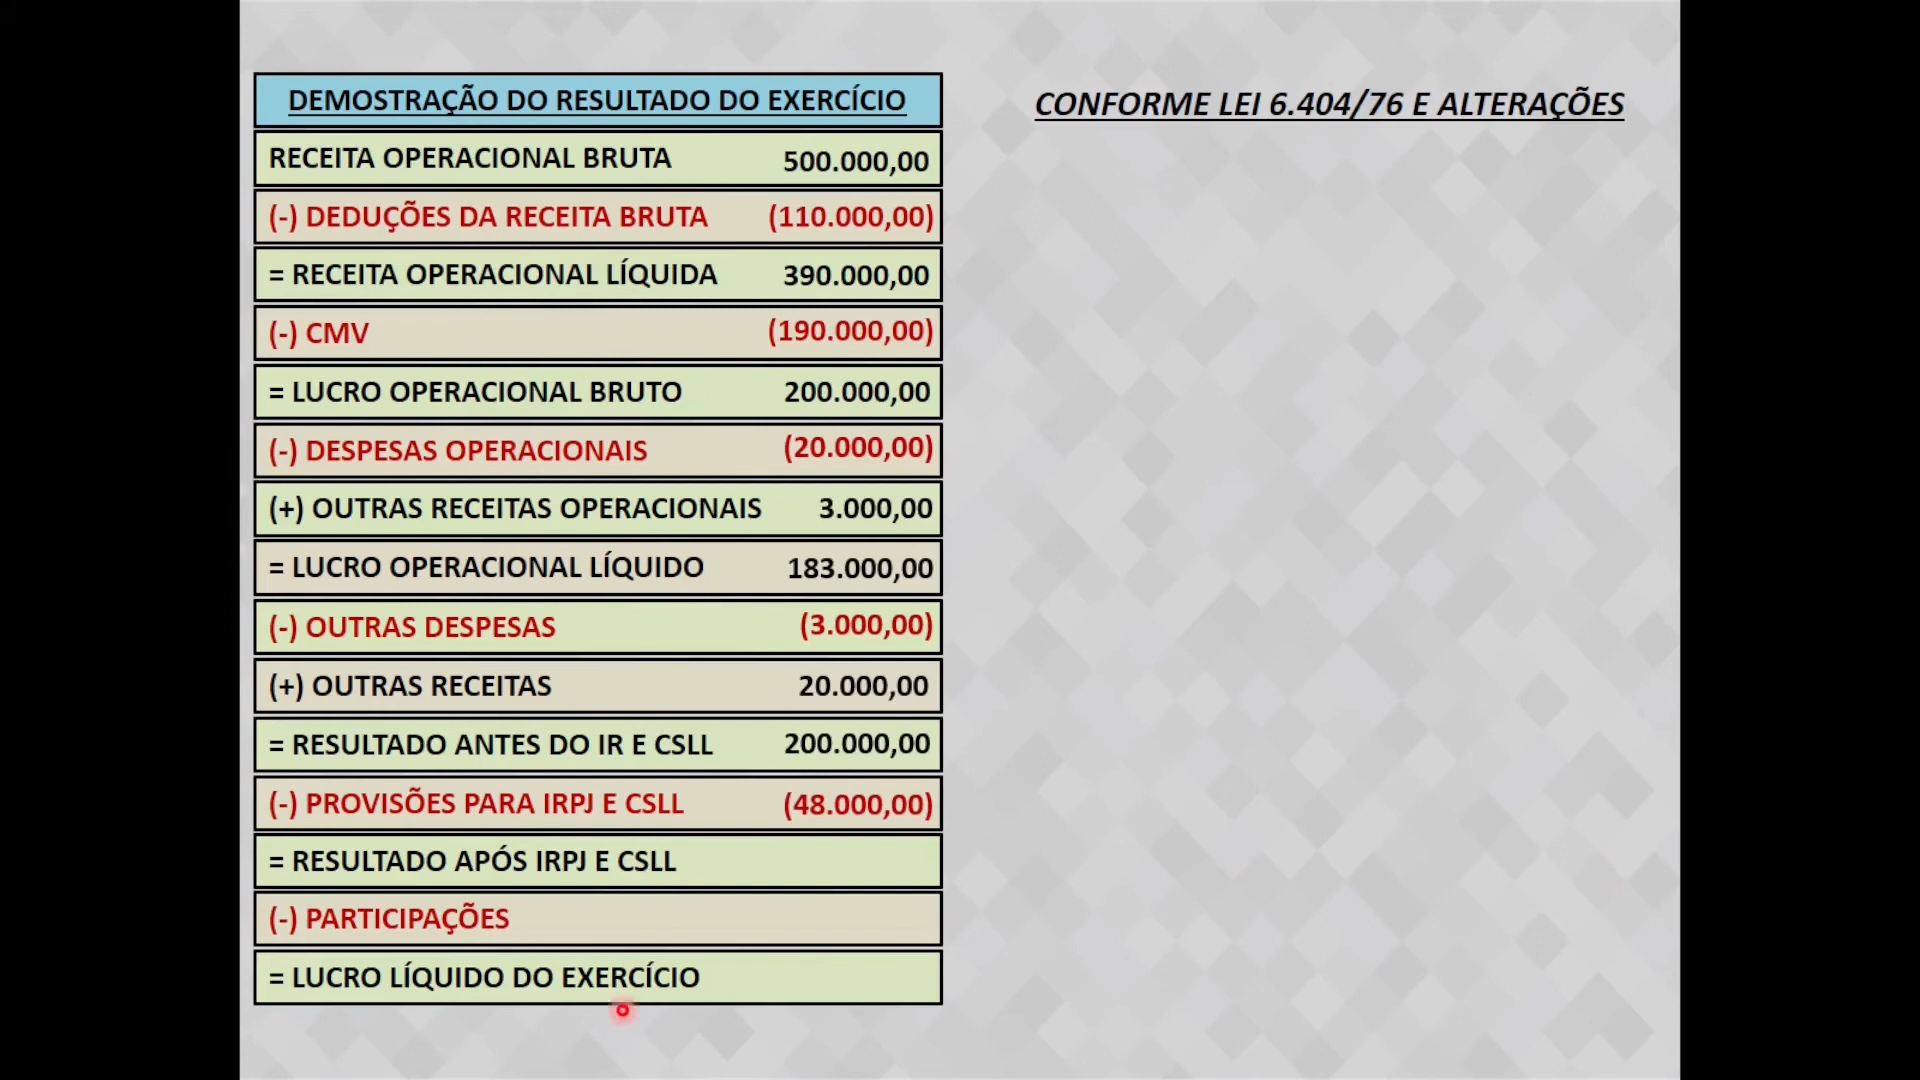 DEMOSTRAÇÃO DO RESULTADO DO EXERCÍCIO
CONFORME LEI 6.404/76 E ALTERAÇÕES
RECEITA OPERACIONAL BRUTA 500.000,00
(-) DEDUÇÕES DA RECEITA BRUTA (110.000,00)
= RECEITA OPERACIONAL LÍQUIDA 390.000,00
(-) CMV (190.000,00)
= LUCRO OPERACIONAL BRUTO 200.000,00
(-) DESPESAS OPERACIONAIS (20.000,00)
(+) OUTRAS RECEITAS OPERACIONAIS 3.000,00
= LUCRO OPERACIONAL LÍQUIDO 183.000,00
(-) OUTRAS DESPESAS (3.000,00)
(+) OUTRAS RECEITAS 20.000,00
= RESULTADO ANTES DO IR E CSLL 200.000,00
(-) PROVISÕES PARA IRPJ E CSLL (48.000,00)
= RESULTADO APÓS IRPJ E CSLL
(-) PARTICIPAÇÕES
= LUCRO LÍQUIDO DO EXERCÍCIO